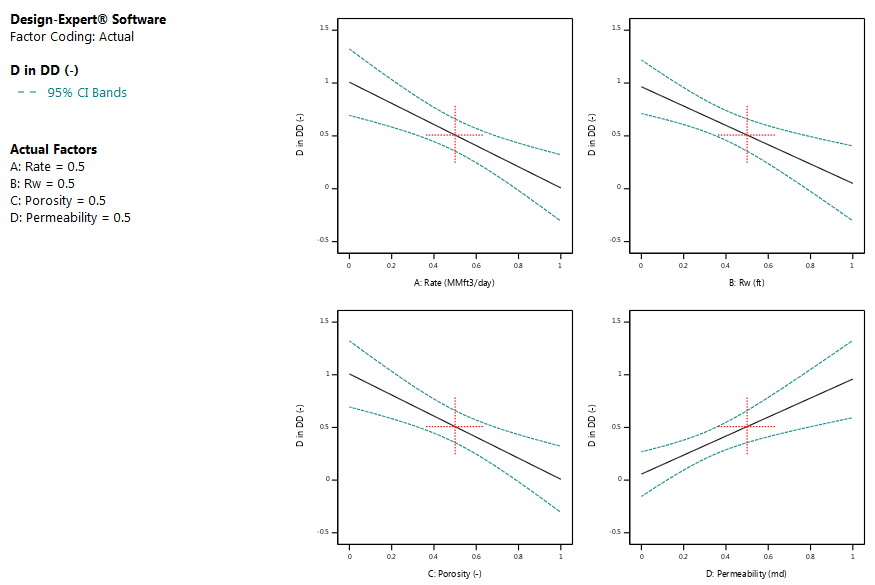 Design-Expert® Software
Factor Coding: Actual
D in DD (-)
95% CI Bands
Actual Factors
A: Rate = 0.5
B: Rw = 0.5
C: Porosity = 0.5
D: Permeability = 0.5
1.5
1
0.5
0
-0.5
D in DD (-)
0 0.2 0.4 0.6 0.8 1
A: Rate (MMft3/day)
1.5
1
0.5
0
-0.5
D in DD (-)
0 0.2 0.4 0.6 0.8 1
B: Rw (ft)
1.5
1
0.5
0
-0.5
D in DD (-)
0 0.2 0.4 0.6 0.8 1
C: Porosity (-)
1.5
1
0.5
0
-0.5
D in DD (-)
0 0.2 0.4 0.6 0.8 1
D: Permeability (md)